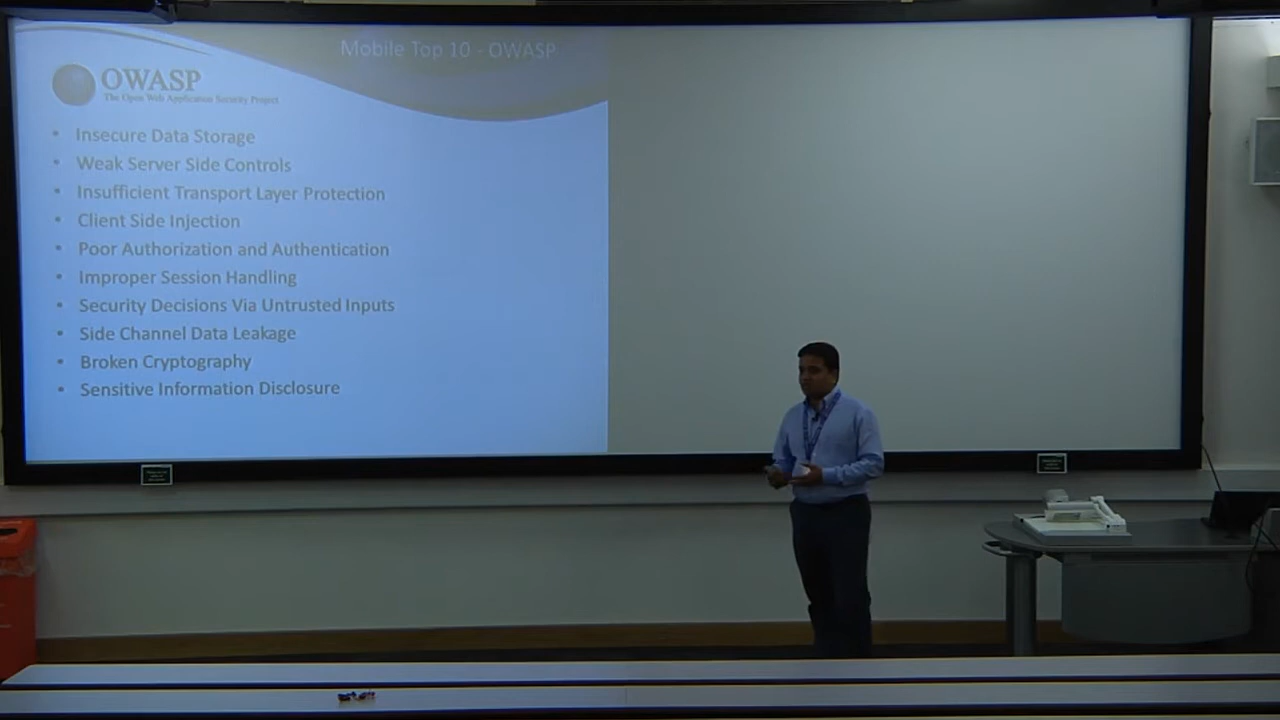 Mobile Top 10 - OWASP
OWASP
The Open Web Application Security Project
• Insecure Data Storage
• Weak Server Side Controls
• Insufficient Transport Layer Protection
• Client Side Injection
• Poor Authorization and Authentication
• Improper Session Handling
• Security Decisions Via Untrusted Inputs
• Side Channel Data Leakage
• Broken Cryptography
• Sensitive Information Disclosure